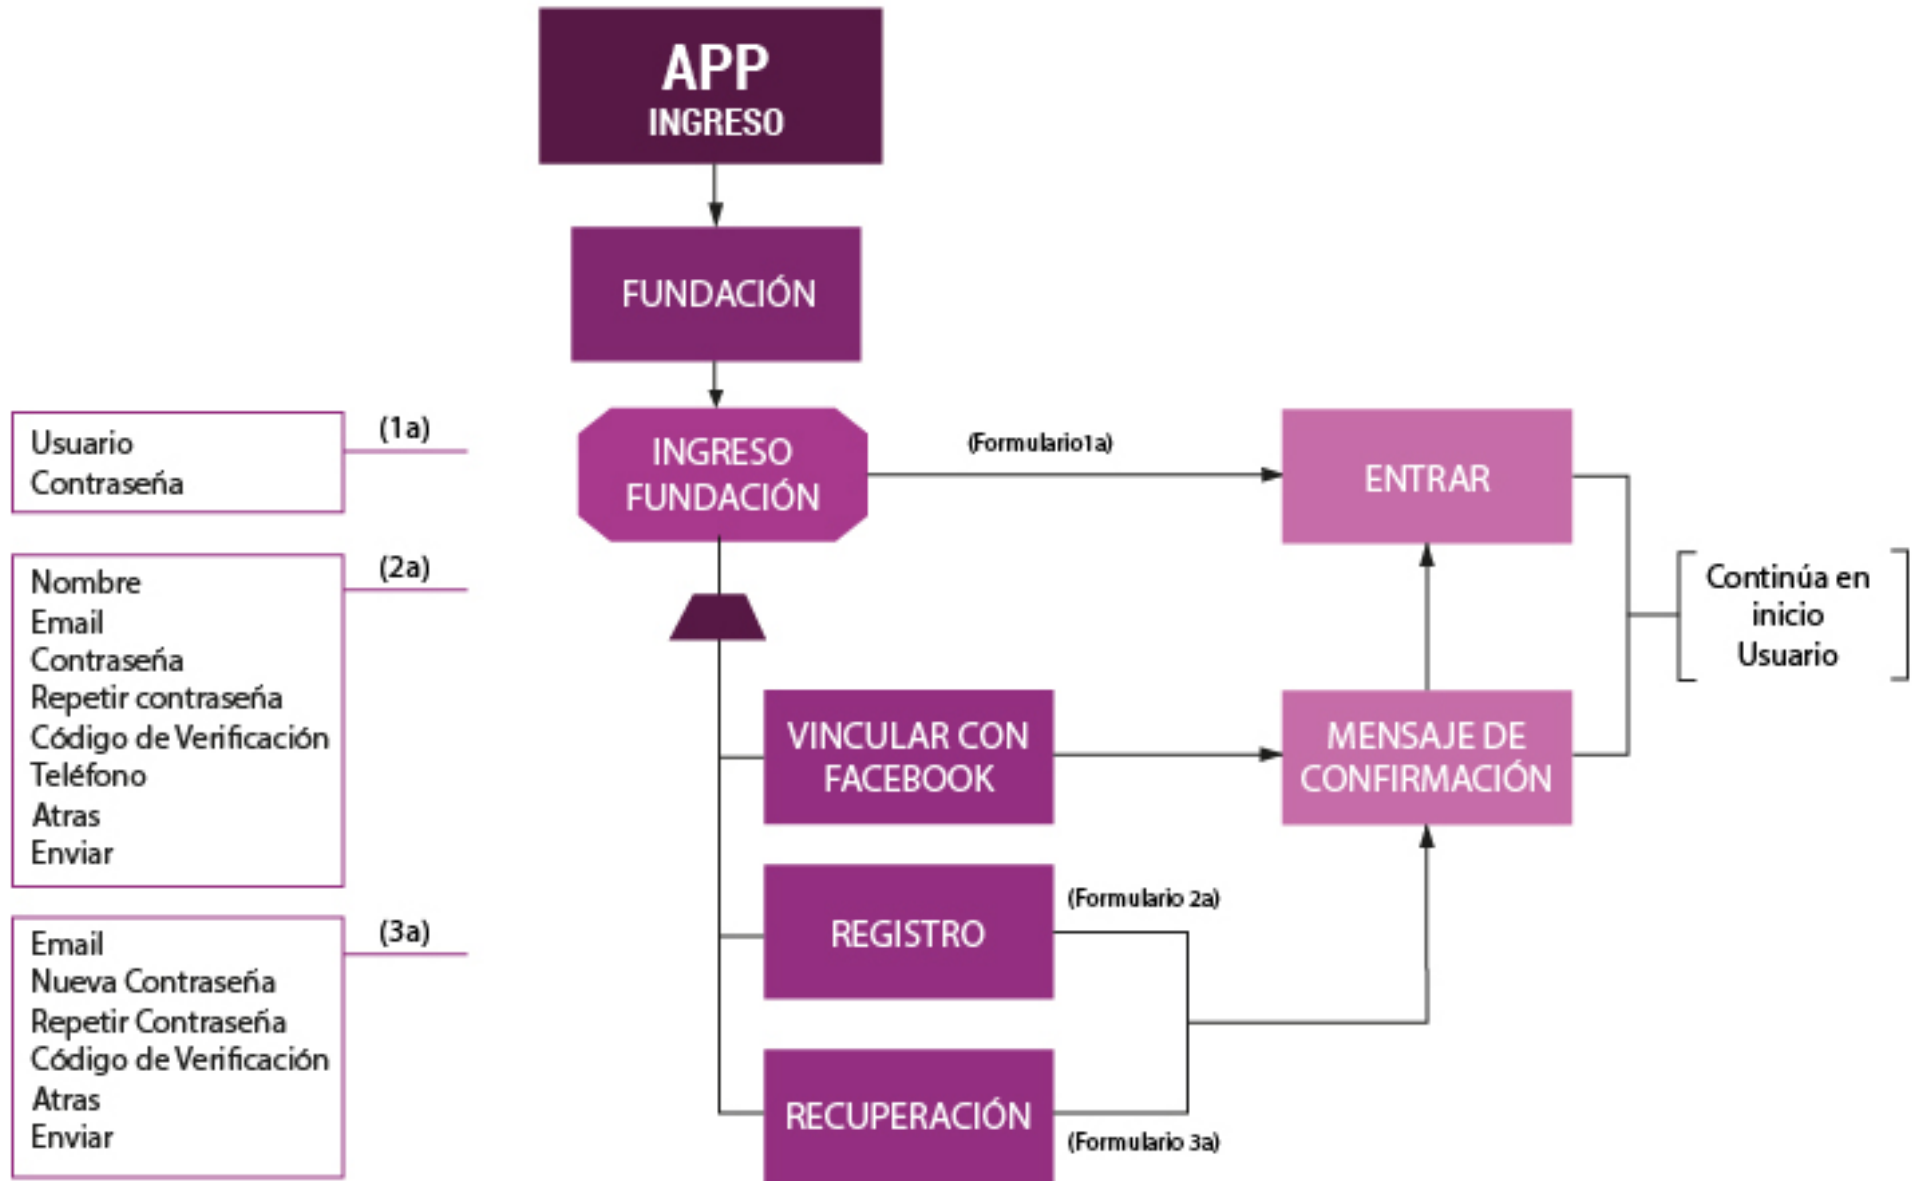 APP
INGRESO
FUNDACIÓN
INGRESO
FUNDACIÓN
(Formulario1a)
ENTRAR
(1a)
Usuario
Contraseña
(2a)
Nombre
Email
Contraseña
Repetir contraseña
Código de Verificación
Teléfono
Atras
Enviar
(3a)
Email
Nueva Contraseña
Repetir Contraseña
Código de Verificación
Atras
Enviar
VINCULAR CON
FACEBOOK
MENSAJE DE
CONFIRMACIÓN
Continúa en
inicio
Usuario
REGISTRO
(Formulario 2a)
RECUPERACIÓN
(Formulario 3a)